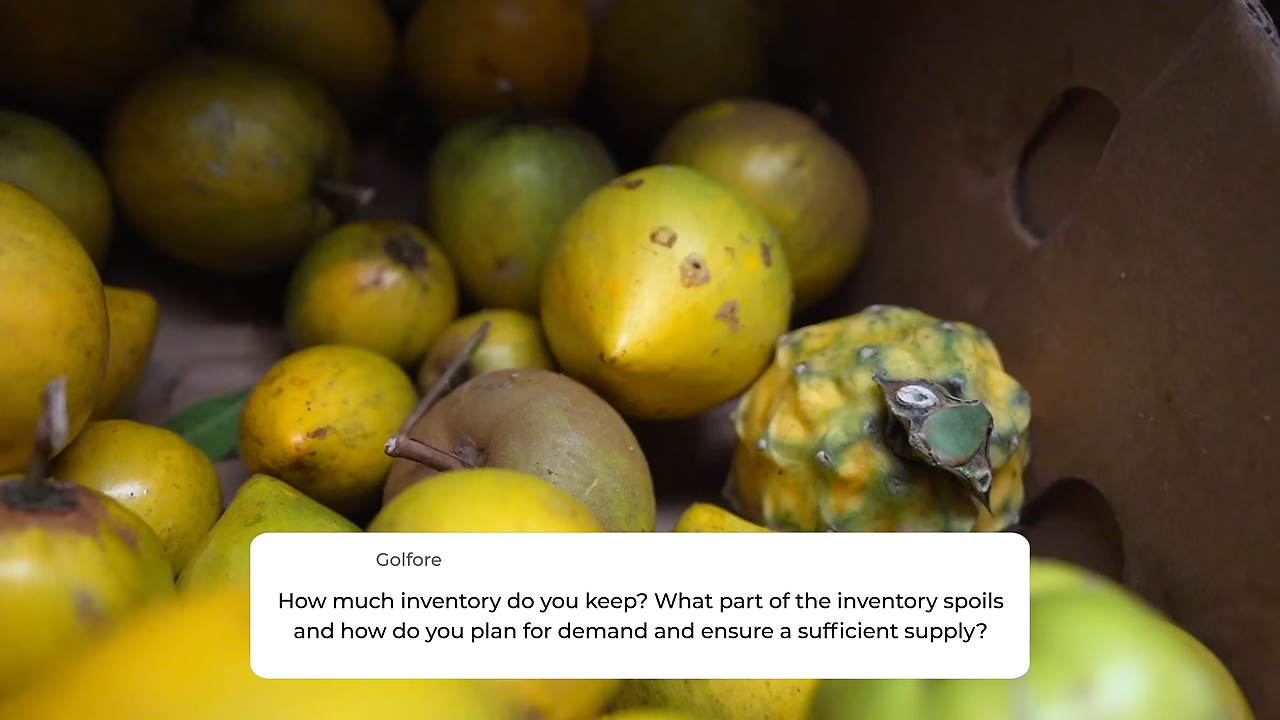 Golfore
How much inventory do you keep? What part of the inventory spoils
and how do you plan for demand and ensure a sufficient supply?